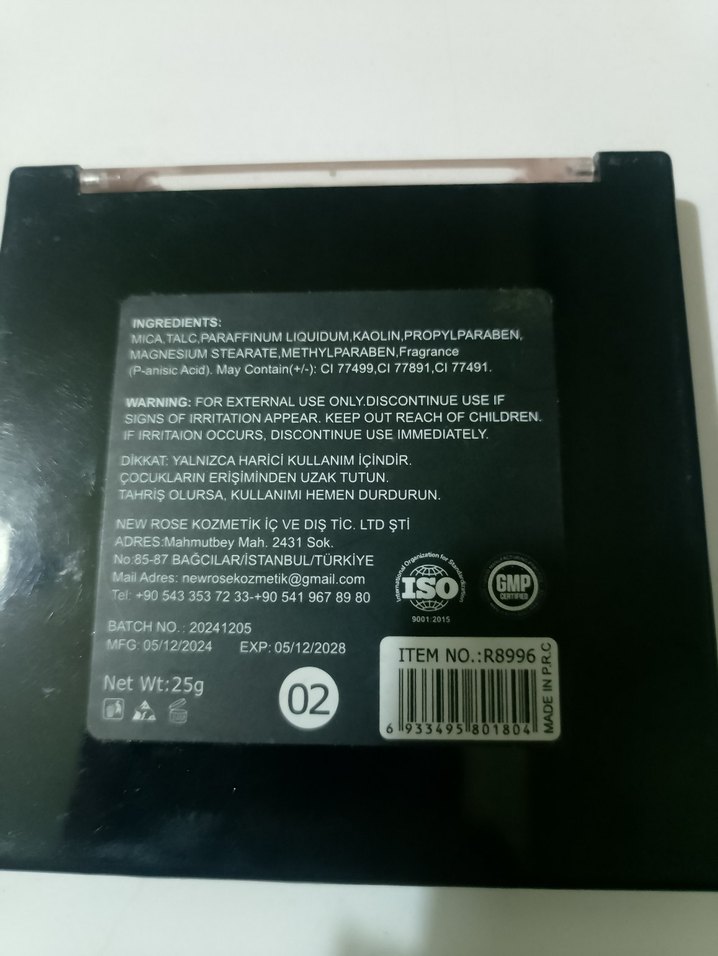 INGREDIENTS:
MICA,TALC,PARAFFINUM LIQUIDUM,KAOLIN,PROPYLPARABEN,
MAGNESIUM STEARATE,METHYLPARABEN,Fragrance
(P-anisic Acid). May Contain(+/-): CI 77499,CI 77891,CI 77491.
WARNING: FOR EXTERNAL USE ONLY.DISCONTINUE USE IF
SIGNS OF IRRITATION APPEAR. KEEP OUT REACH OF CHILDREN.
IF IRRITAION OCCURS, DISCONTINUE USE IMMEDIATELY.
DİKKAT: YALNIZCA HARİCİ KULLANIM İÇİNDİR.
ÇOCUKLARIN ERİŞİMİNDEN UZAK TUTUN.
TAHRİŞ OLURSA, KULLANIMI HEMEN DURDURUN.
NEW ROSE KOZMETİK İÇ VE DIŞ TİC. LTD ŞTİ
ADRES:Mahmutbey Mah. 2431 Sok.
No:85-87 BAĞCILAR/İSTANBUL/TÜRKİYE
Mail Adres: newrosekozmetik@gmail.com
Tel: +90 543 353 72 33-+90 541 967 89 80
International Organization for Standardization
ISO
9001:2015
GMP
CERTIFIED
BATCH NO.: 20241205
MFG: 05/12/2024 EXP: 05/12/2028
Net Wt:25g
02
ITEM NO.:R8996
6 933495 801804
MADE IN P.R.C